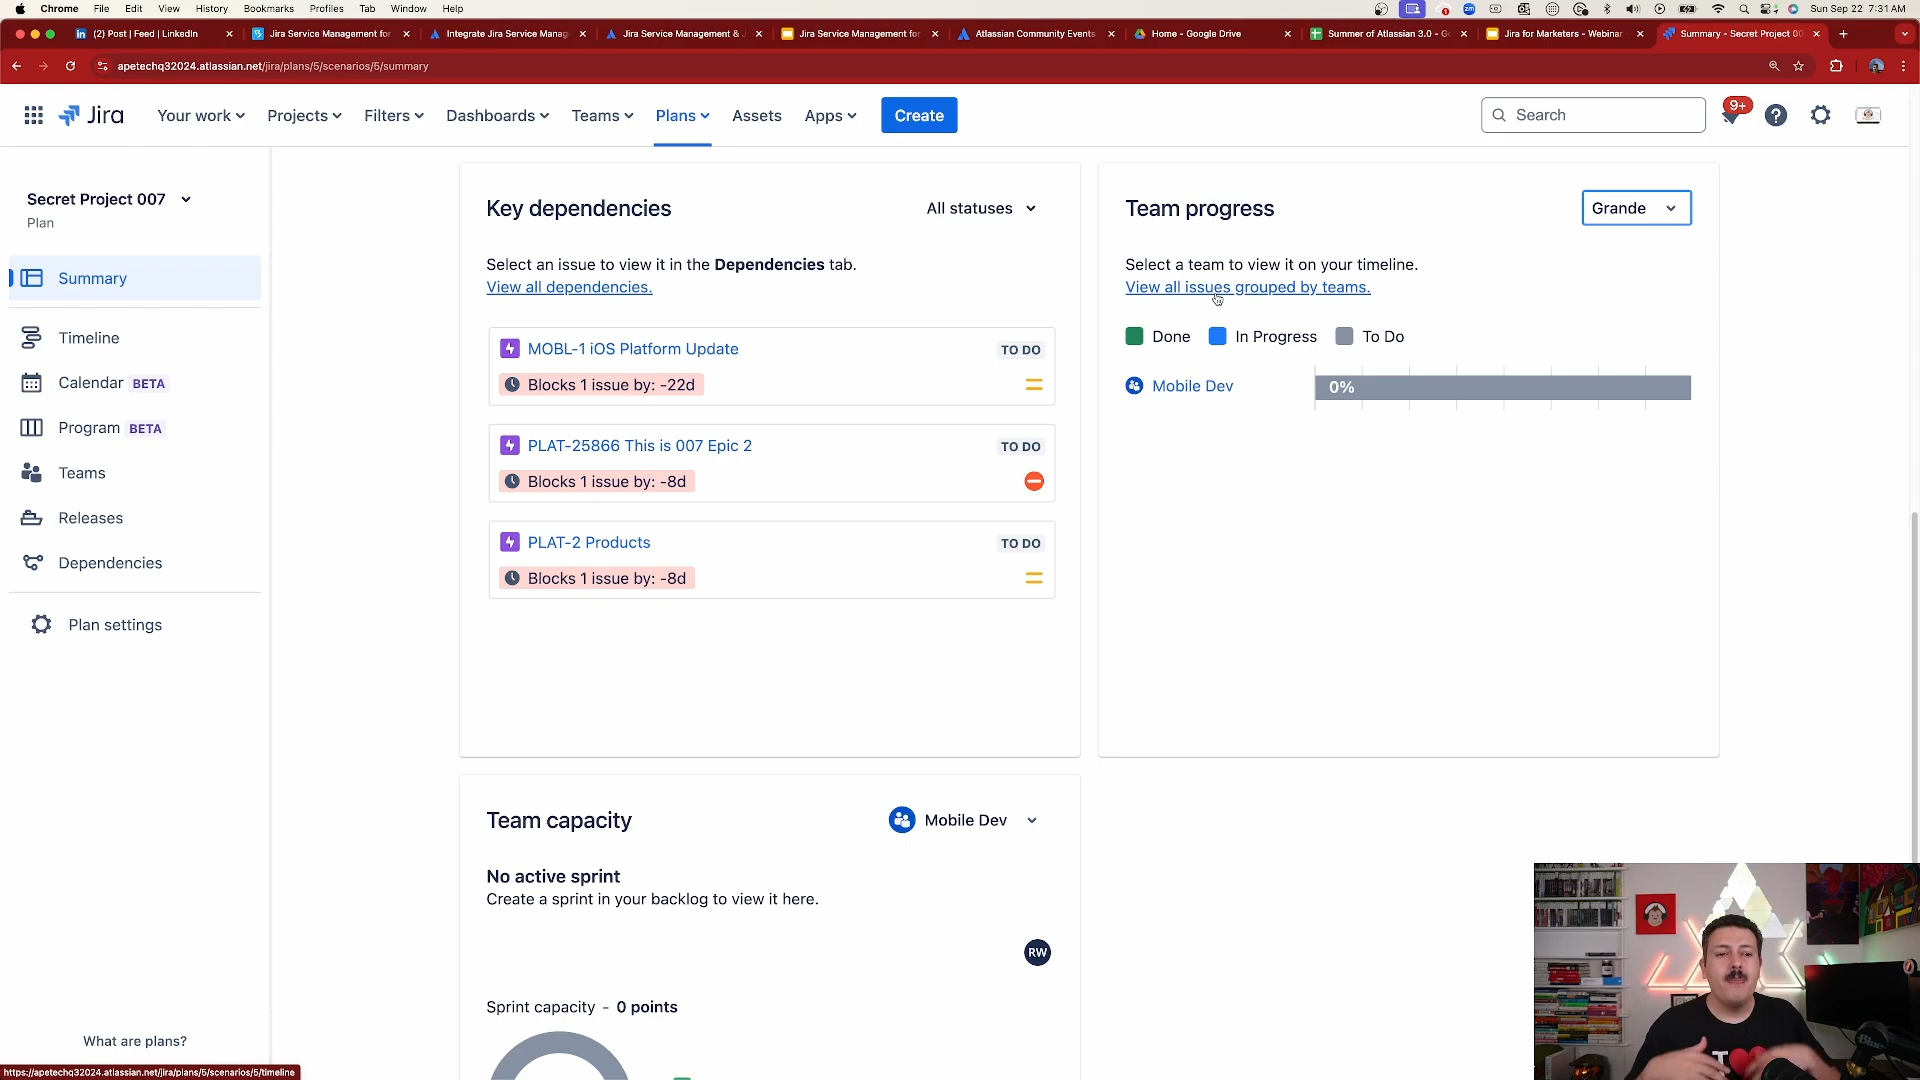 Chrome File Edit View History Bookmarks Profiles Tab Window Help
Sun Sep 22 7:31 AM
(2) Post | Feed | LinkedIn
Jira Service Management for
Integrate Jira Service Manag
Jira Service Management & J
Jira Service Management for
Atlassian Community Events
Home - Google Drive
Summer of Atlassian 3.0 - Go
Jira for Marketers - Webinar
Summary - Secret Project 00
apetechq32024.atlassian.net/jira/plans/5/scenarios/5/summary
Jira
Your work
Projects
Filters
Dashboards
Teams
Plans
Assets
Apps
Create
Search
9+
Secret Project 007
Plan
Summary
Timeline
Calendar BETA
Program BETA
Teams
Releases
Dependencies
Plan settings
What are plans?
https://apetechq32024.atlassian.net/jira/plans/5/scenarios/5/timeline
Key dependencies
All statuses
Select an issue to view it in the Dependencies tab.
View all dependencies.
MOBL-1 iOS Platform Update
TO DO
Blocks 1 issue by: -22d
PLAT-25866 This is 007 Epic 2
TO DO
Blocks 1 issue by: -8d
PLAT-2 Products
TO DO
Blocks 1 issue by: -8d
Team progress
Grande
Select a team to view it on your timeline.
View all issues grouped by teams.
Done
In Progress
To Do
Mobile Dev
0%
Team capacity
Mobile Dev
No active sprint
Create a sprint in your backlog to view it here.
RW
Sprint capacity - 0 points